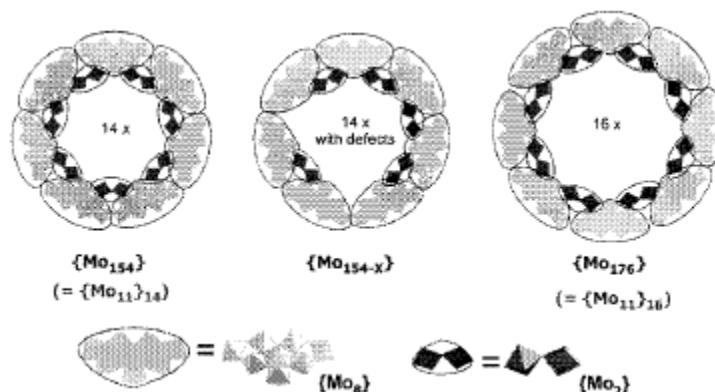 14 x
14 x
with defects
16 x
{Mo₁₅₄}
(= {Mo₁₁}₁₄)
{Mo₁₅₄₋ₓ}
{Mo₁₇₆}
(= {Mo₁₁}₁₆)
=
{Mo₈}
=
{Mo₂}